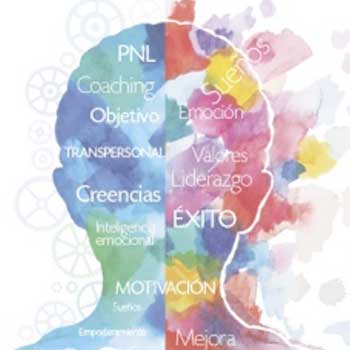 PNL
Sueños
Coaching
Objetivo
Emoción
TRANSPERSONAL
Valores
Liderazgo
Creencias
ÉXITO
Inteligencia
emocional
MOTIVACIÓN
Sueños
Empoderamiento
Mejora